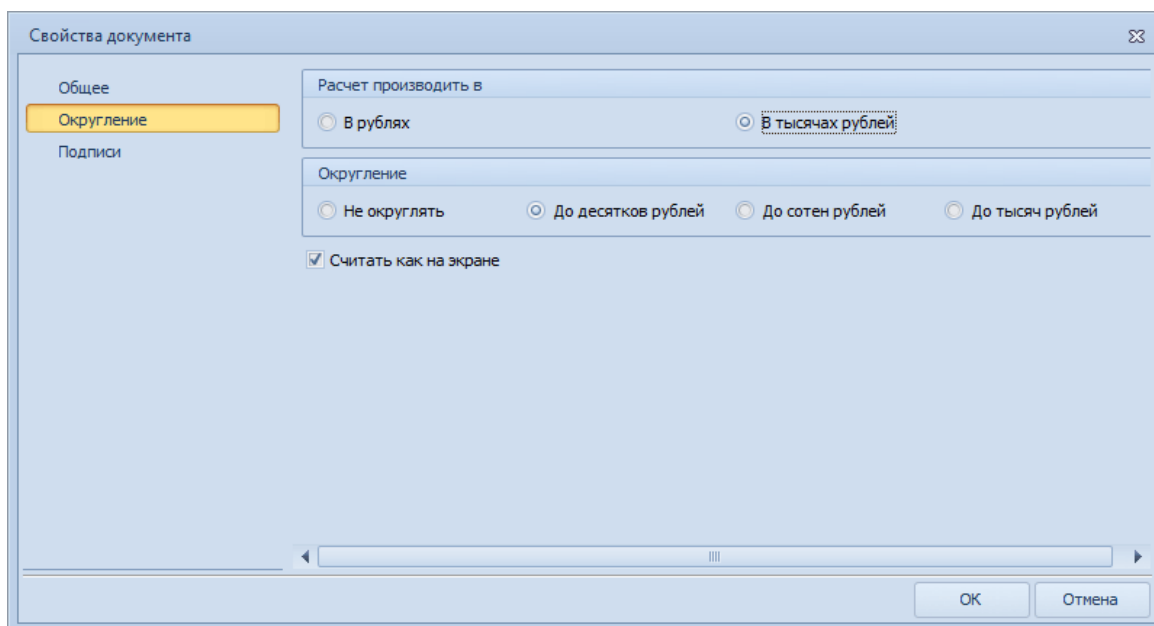 Свойства документа
Общее
Округление
Подписи
Расчет производить в
В рублях В тысячах рублей
Округление
Не округлять До десятков рублей До сотен рублей До тысяч рублей
Считать как на экране
ОК Отмена